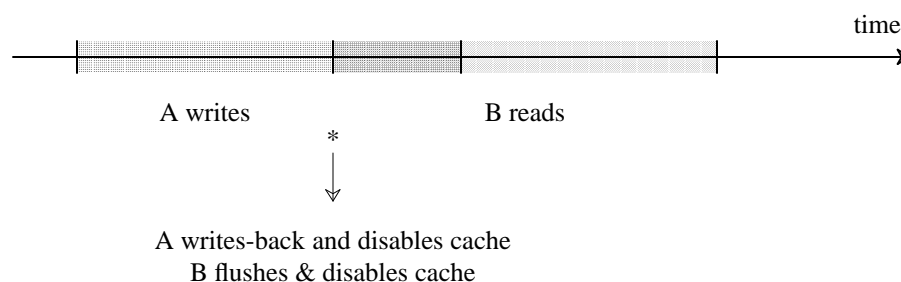 time
A writes B reads
*
A writes-back and disables cache
B flushes & disables cache